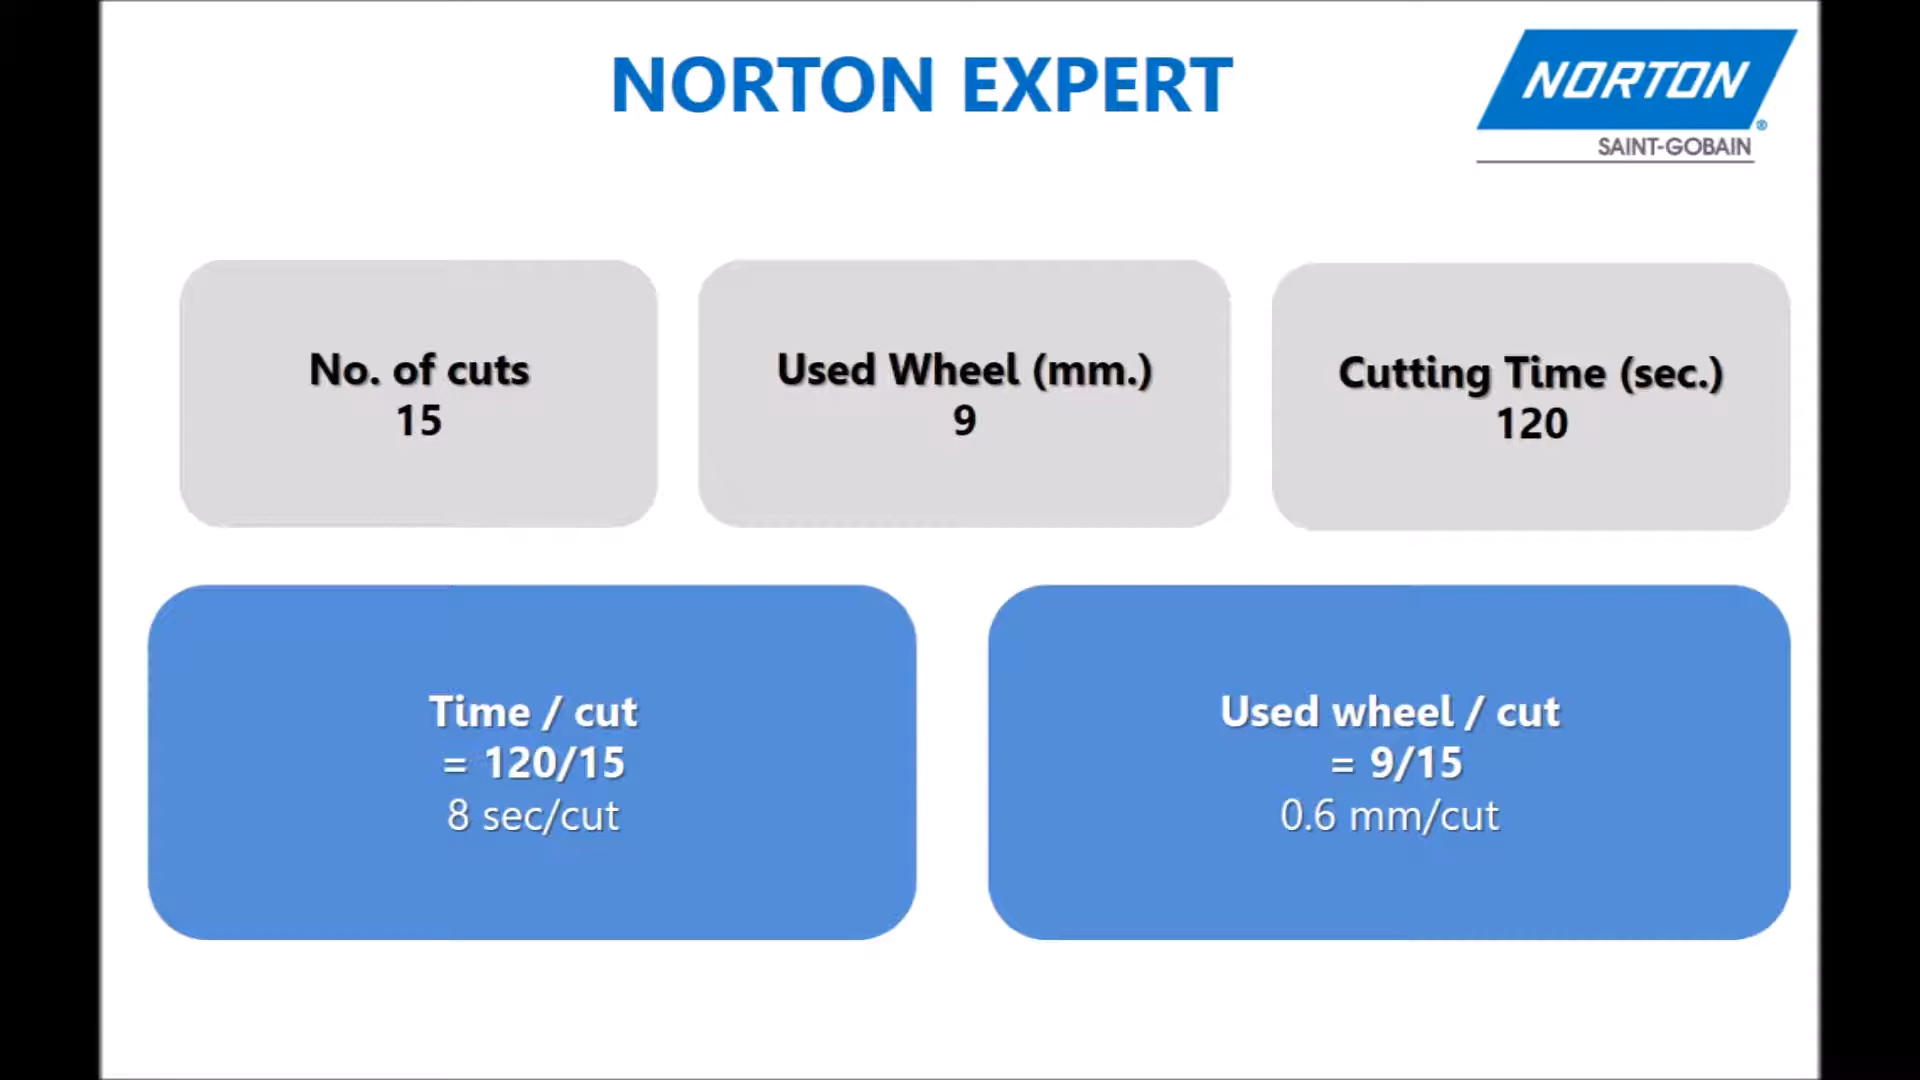 NORTON EXPERT
NORTON
®
SAINT-GOBAIN
No. of cuts
15
Used Wheel (mm.)
9
Cutting Time (sec.)
120
Time / cut
= 120/15
8 sec/cut
Used wheel / cut
= 9/15
0.6 mm/cut